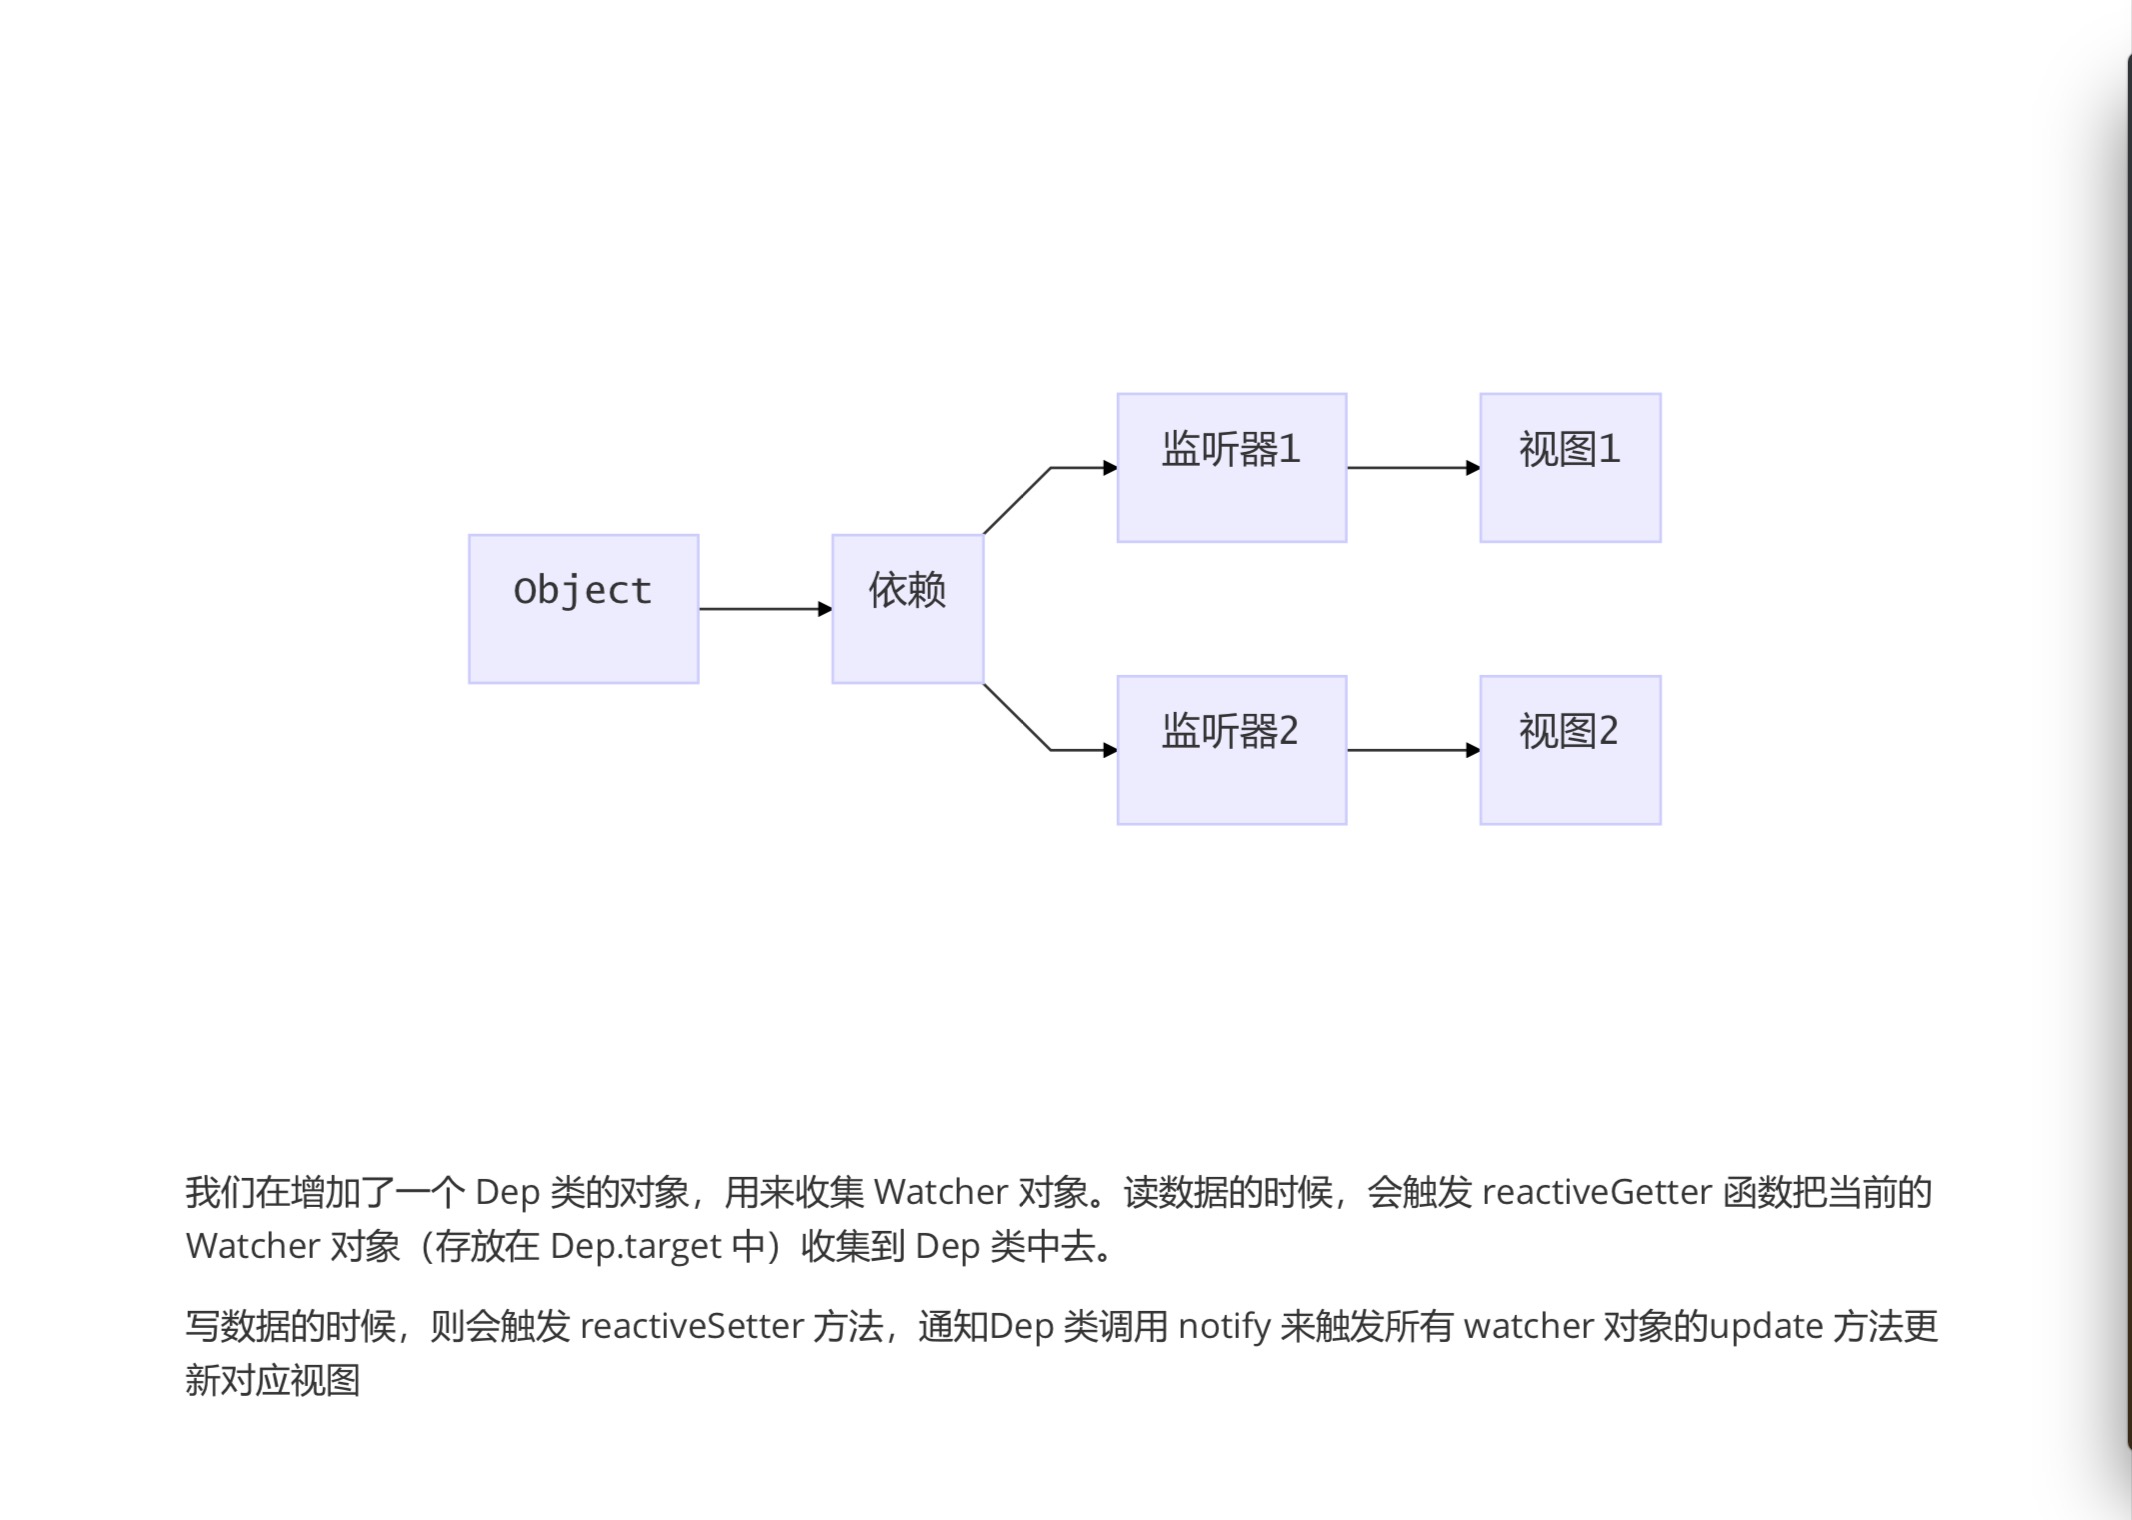 监听器1
视图1
Object
依赖
监听器2
视图2
我们在增加了一个 Dep 类的对象，用来收集 Watcher 对象。读数据的时候，会触发 reactiveGetter 函数把当前的
Watcher 对象（存放在 Dep.target 中）收集到 Dep 类中去。
写数据的时候，则会触发 reactiveSetter 方法，通知Dep 类调用 notify 来触发所有 watcher 对象的update 方法更
新对应视图